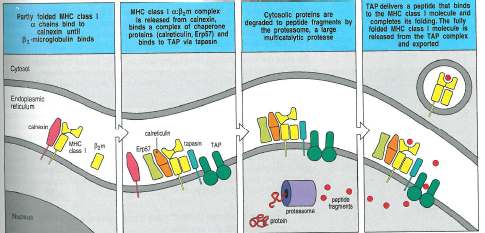 Partly folded MHC class I
α chains bind to
calnexin until
β2-microglobulin binds
MHC class I α:β2m complex
is released from calnexin,
binds a complex of chaperone
proteins (calreticulin, Erp57) and
binds to TAP via tapasin
Cytosolic proteins are
degraded to peptide fragments by
the proteosome, a large
multicatalytic protease
TAP delivers a peptide that binds
to the MHC class I molecule and
completes its folding. The fully
folded MHC class I molecule is
released from the TAP complex
and exported
Cytosol
Endoplasmic
reticulum
calnexin
MHC
class I
β2m
Nucleus
calreticulin
Erp57
tapasin
TAP
proteosome
peptide
fragments
protein